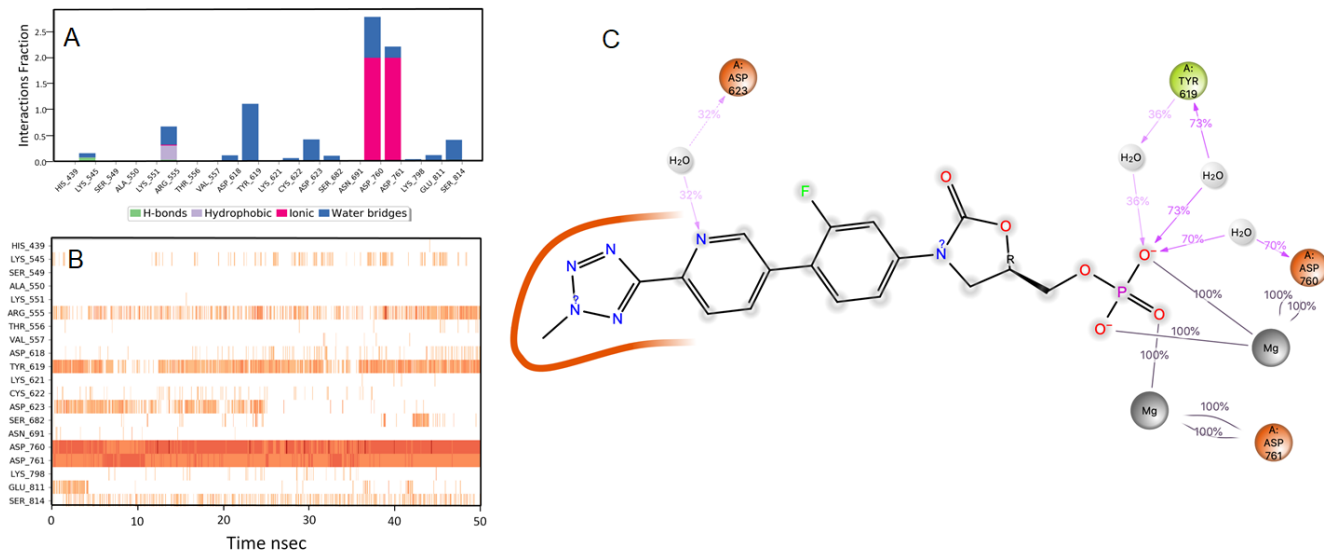 A
Interactions Fraction
2.5
2.0
1.5
1.0
0.5
0.0
HIS_439
LYS_545
SER_549
ALA_550
LYS_551
ARG_555
THR_556
VAL_557
ASP_618
TYR_619
LYS_621
CYS_622
ASP_623
SER_682
ASN_691
ASP_760
ASP_761
LYS_798
GLU_811
SER_814
H-bonds Hydrophobic Ionic Water bridges
B
HIS_439
LYS_545
SER_549
ALA_550
LYS_551
ARG_555
THR_556
VAL_557
ASP_618
TYR_619
LYS_621
CYS_622
ASP_623
SER_682
ASN_691
ASP_760
ASP_761
LYS_798
GLU_811
SER_814
0 10 20 30 40 50
Time nsec
C
A:
ASP
623
32%
H₂O
32%
A:
TYR
619
36%
73%
H₂O
H₂O
36%
73%
H₂O
70%
70%
A:
ASP
760
O
F
O
N
N
N
N
?
N
N
?
N
R
O
O⁻
P
O⁻
O
100%
100%
100%
100%
100%
Mg
Mg
100%
100%
A:
ASP
761